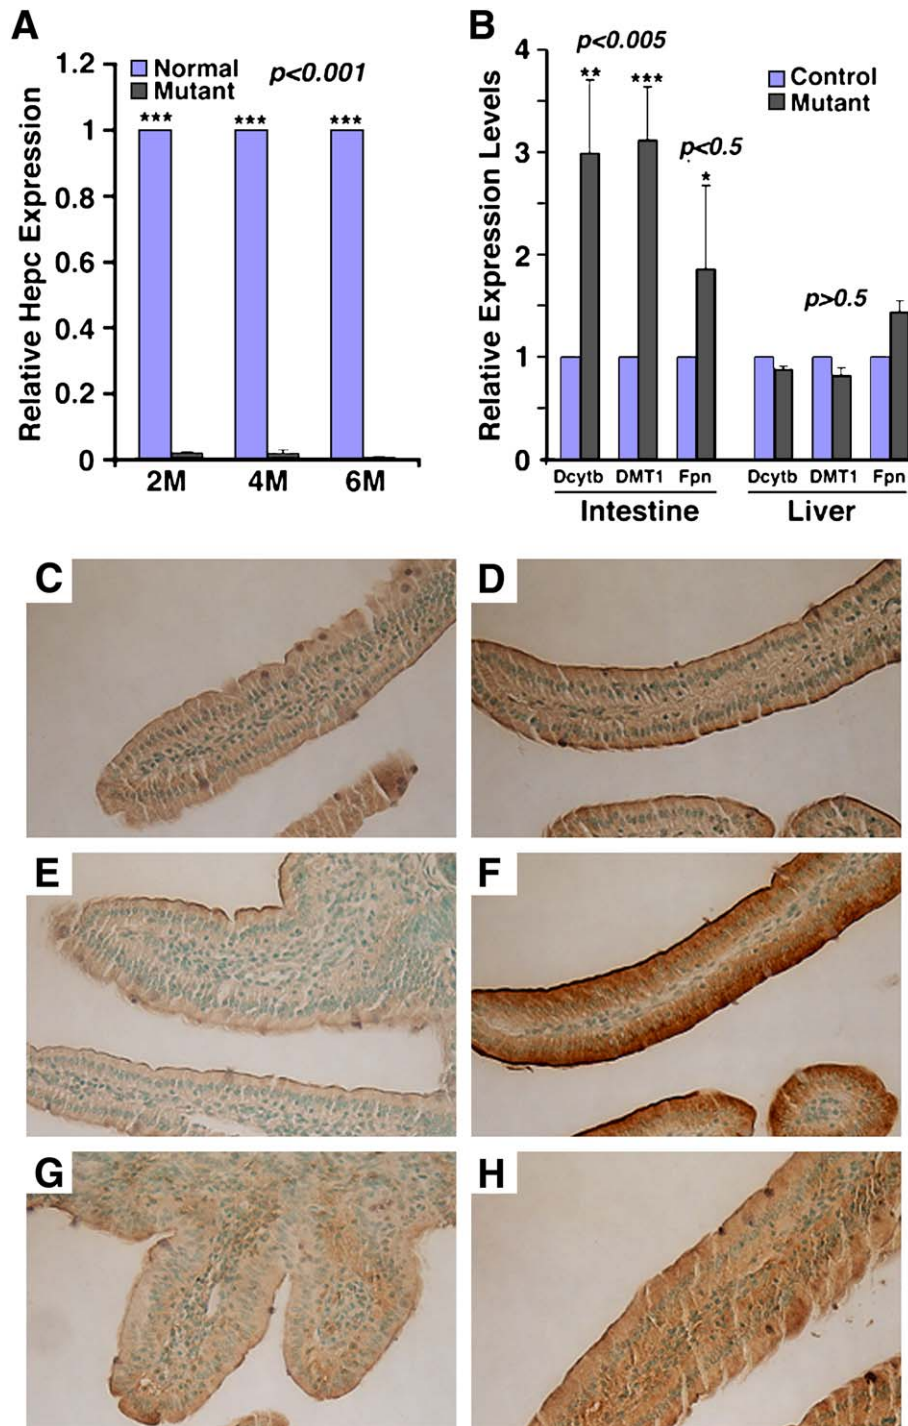 A
Normal
Mutant
p<0.001
Relative Hepc Expression
1.2
1
0.8
0.6
0.4
0.2
0
***
***
***
2M
4M
6M
B
p<0.005
Control
Mutant
Relative Expression Levels
4
3
2
1
0
**
***
p<0.5
*
p>0.5
Dcytb DMT1 Fpn Dcytb DMT1 Fpn
Intestine Liver
C
D
E
F
G
H